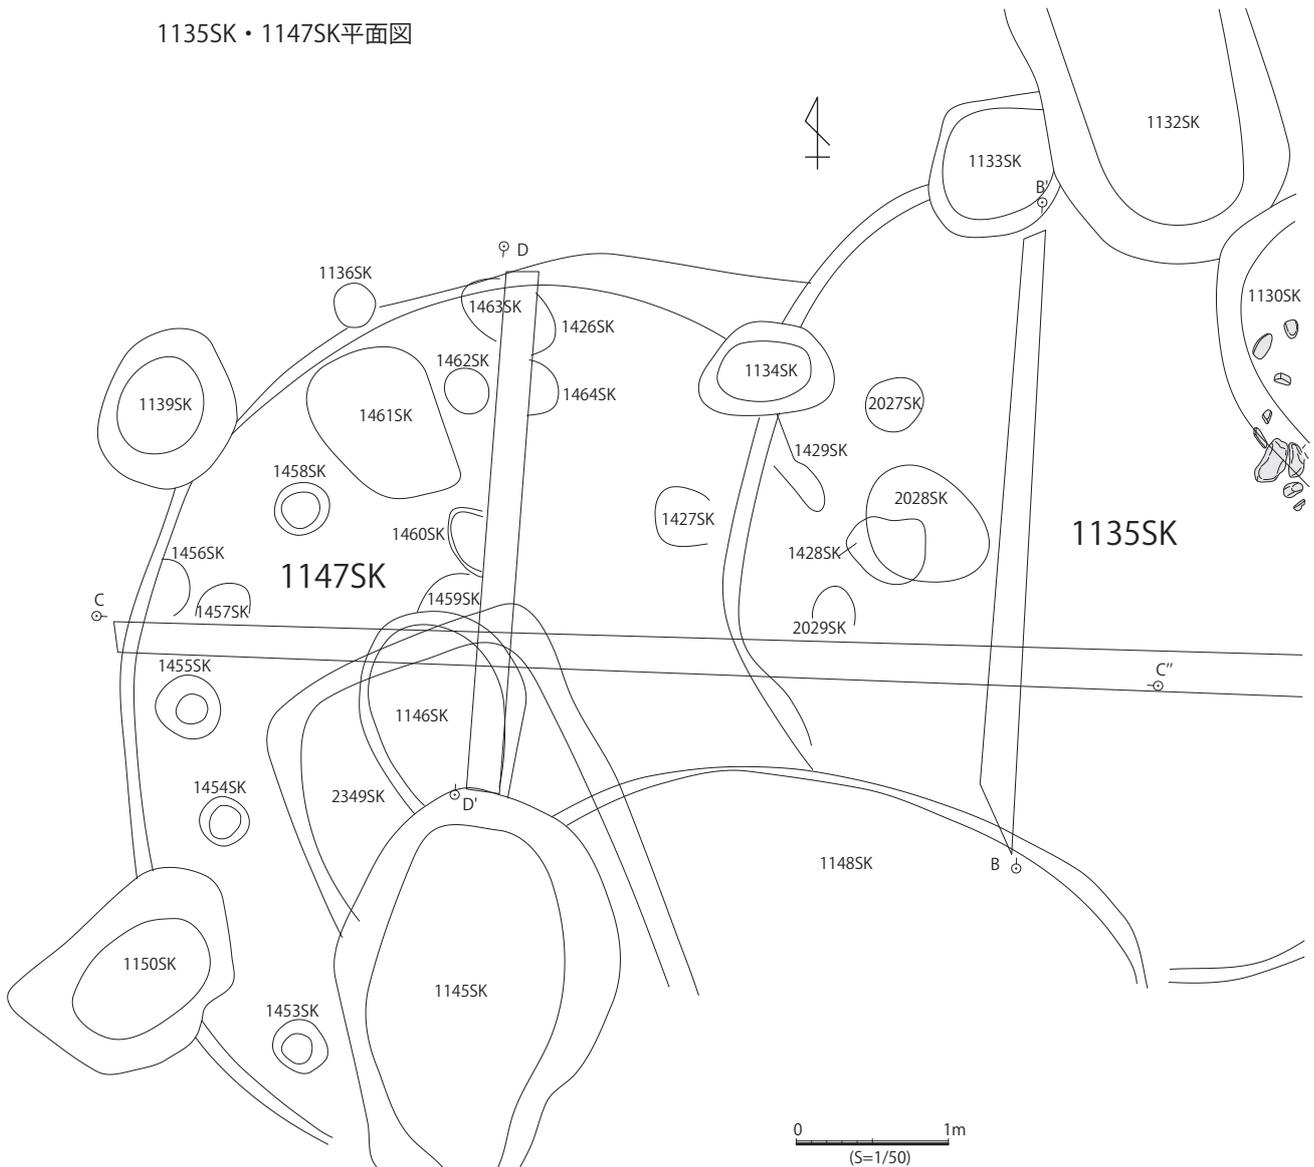 1135SK・1147SK平面図
1132SK
1133SK
B'
D
1136SK
1130SK
1463SK
1426SK
1462SK
1134SK
1464SK
1139SK
1461SK
2027SK
1429SK
1458SK
2028SK
1427SK
1135SK
1460SK
1428SK
1456SK
1147SK
1459SK
C
1457SK
2029SK
1455SK
C″
1146SK
1454SK
2349SK
D'
1148SK
B
1150SK
1145SK
1453SK
0 1m
(S=1/50)